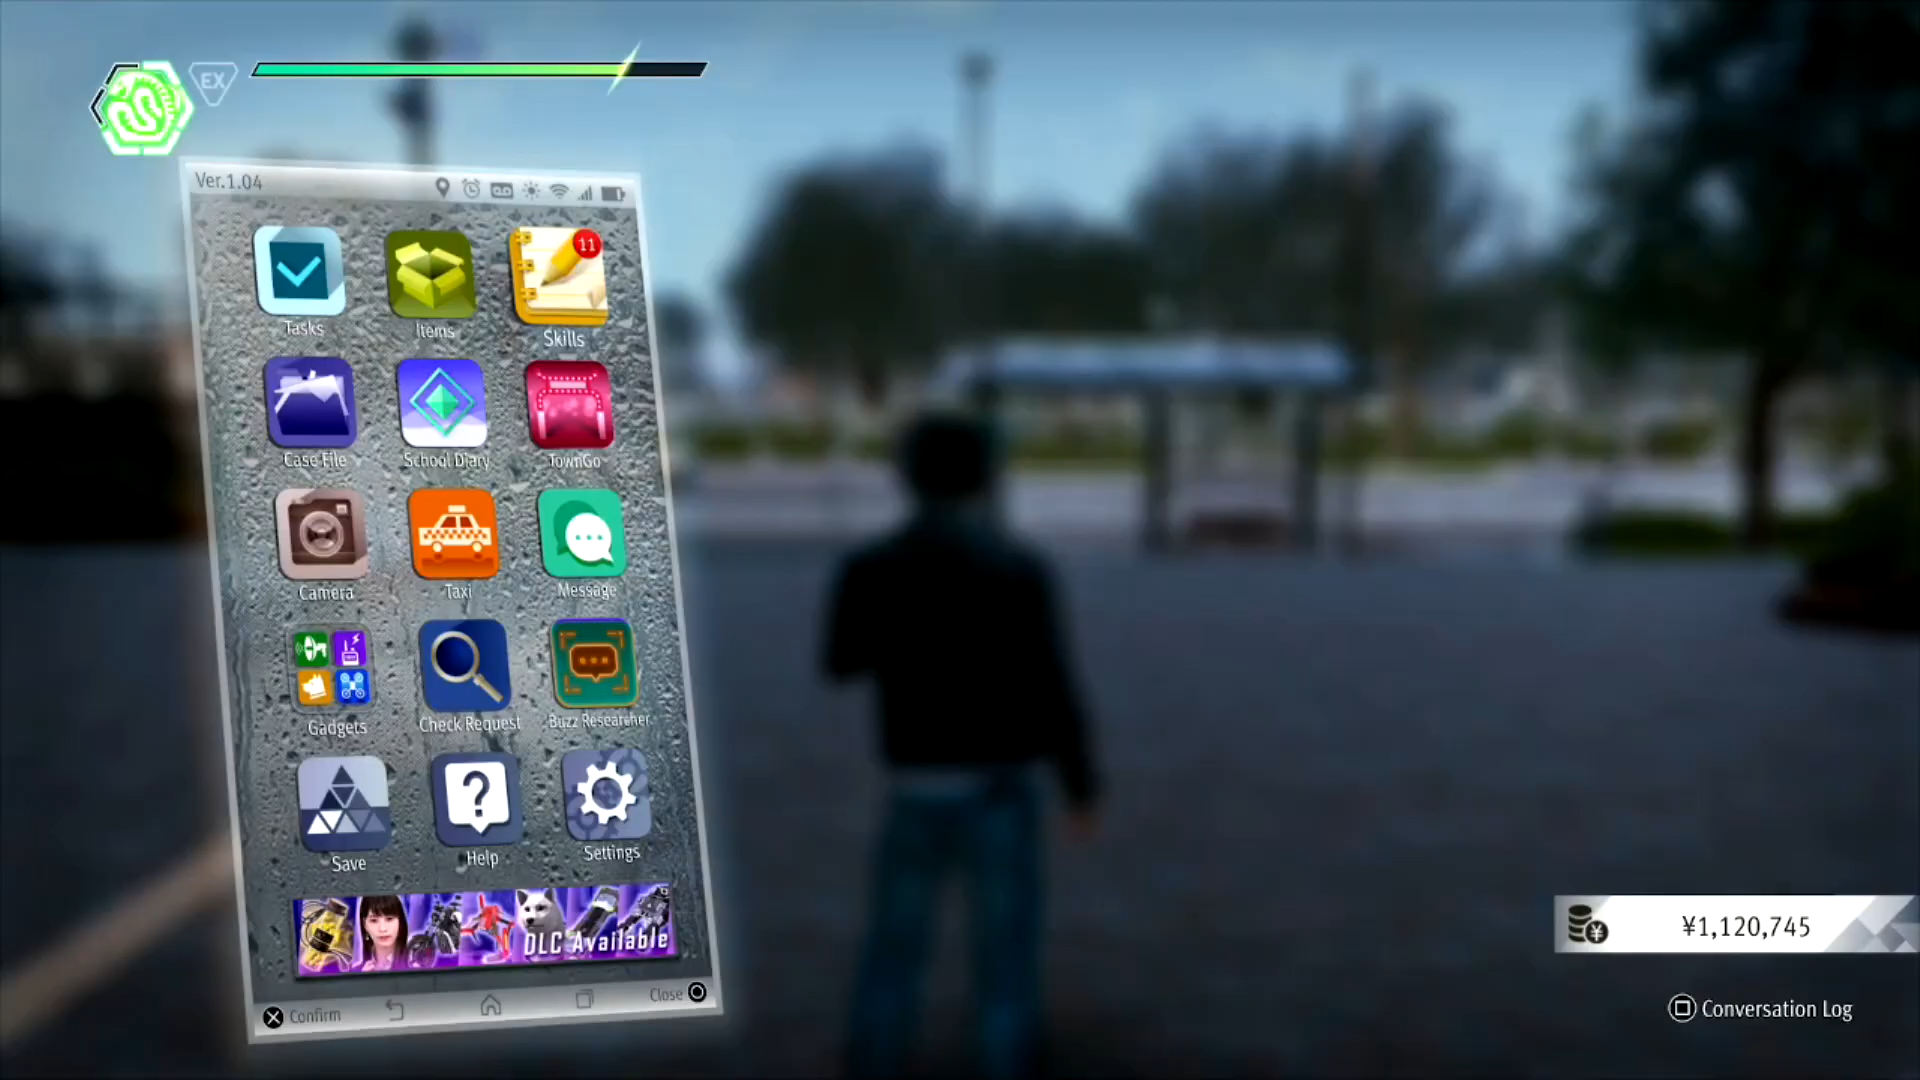 EX
Ver.1.04
11
Tasks
Items
Skills
Case File
School Diary
TownGo
Camera
Taxi
Message
Gadgets
Check Request
Buzz Researcher
Save
Help
Settings
DLC Available
Confirm
Close
¥1,120,745
Conversation Log